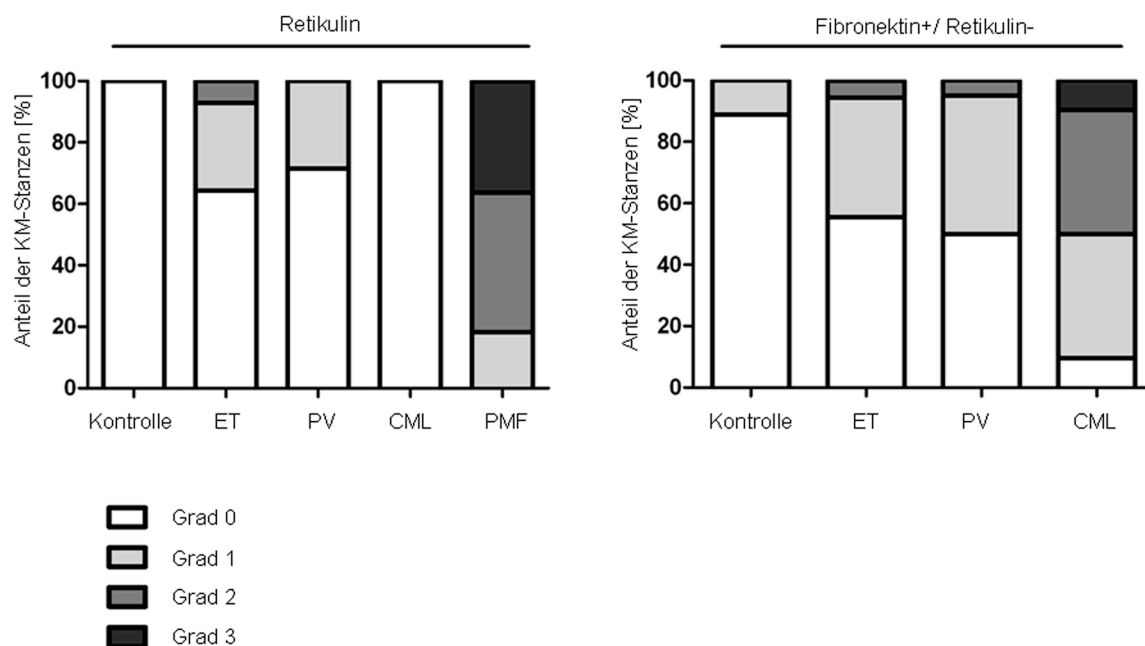 Retikulin
Anteil der KM-Stanzen [%]
100
80
60
40
20
0
Kontrolle ET PV CML PMF
Fibronektin+/ Retikulin-
Anteil der KM-Stanzen [%]
100
80
60
40
20
0
Kontrolle ET PV CML
Grad 0
Grad 1
Grad 2
Grad 3